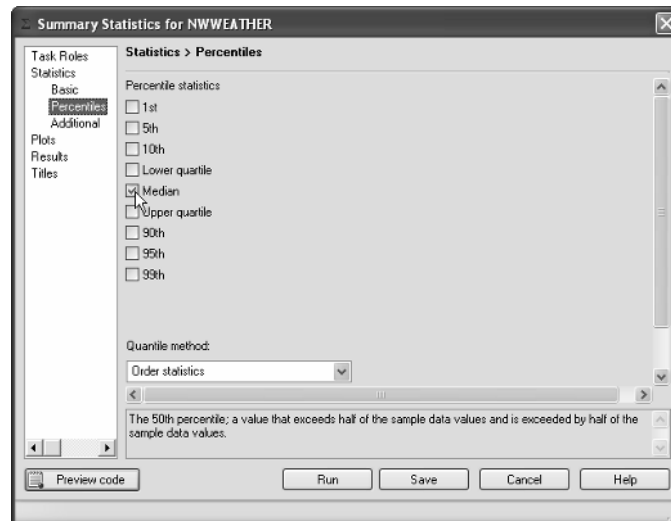 Summary Statistics for NWWEATHER
Task Roles
Statistics
Basic
Percentiles
Additional
Plots
Results
Titles
Statistics > Percentiles
Percentile statistics
1st
5th
10th
Lower quartile
Median
Upper quartile
90th
95th
99th
Quantile method:
Order statistics
The 50th percentile; a value that exceeds half of the sample data values and is exceeded by half of the
sample data values.
Preview code
Run
Save
Cancel
Help